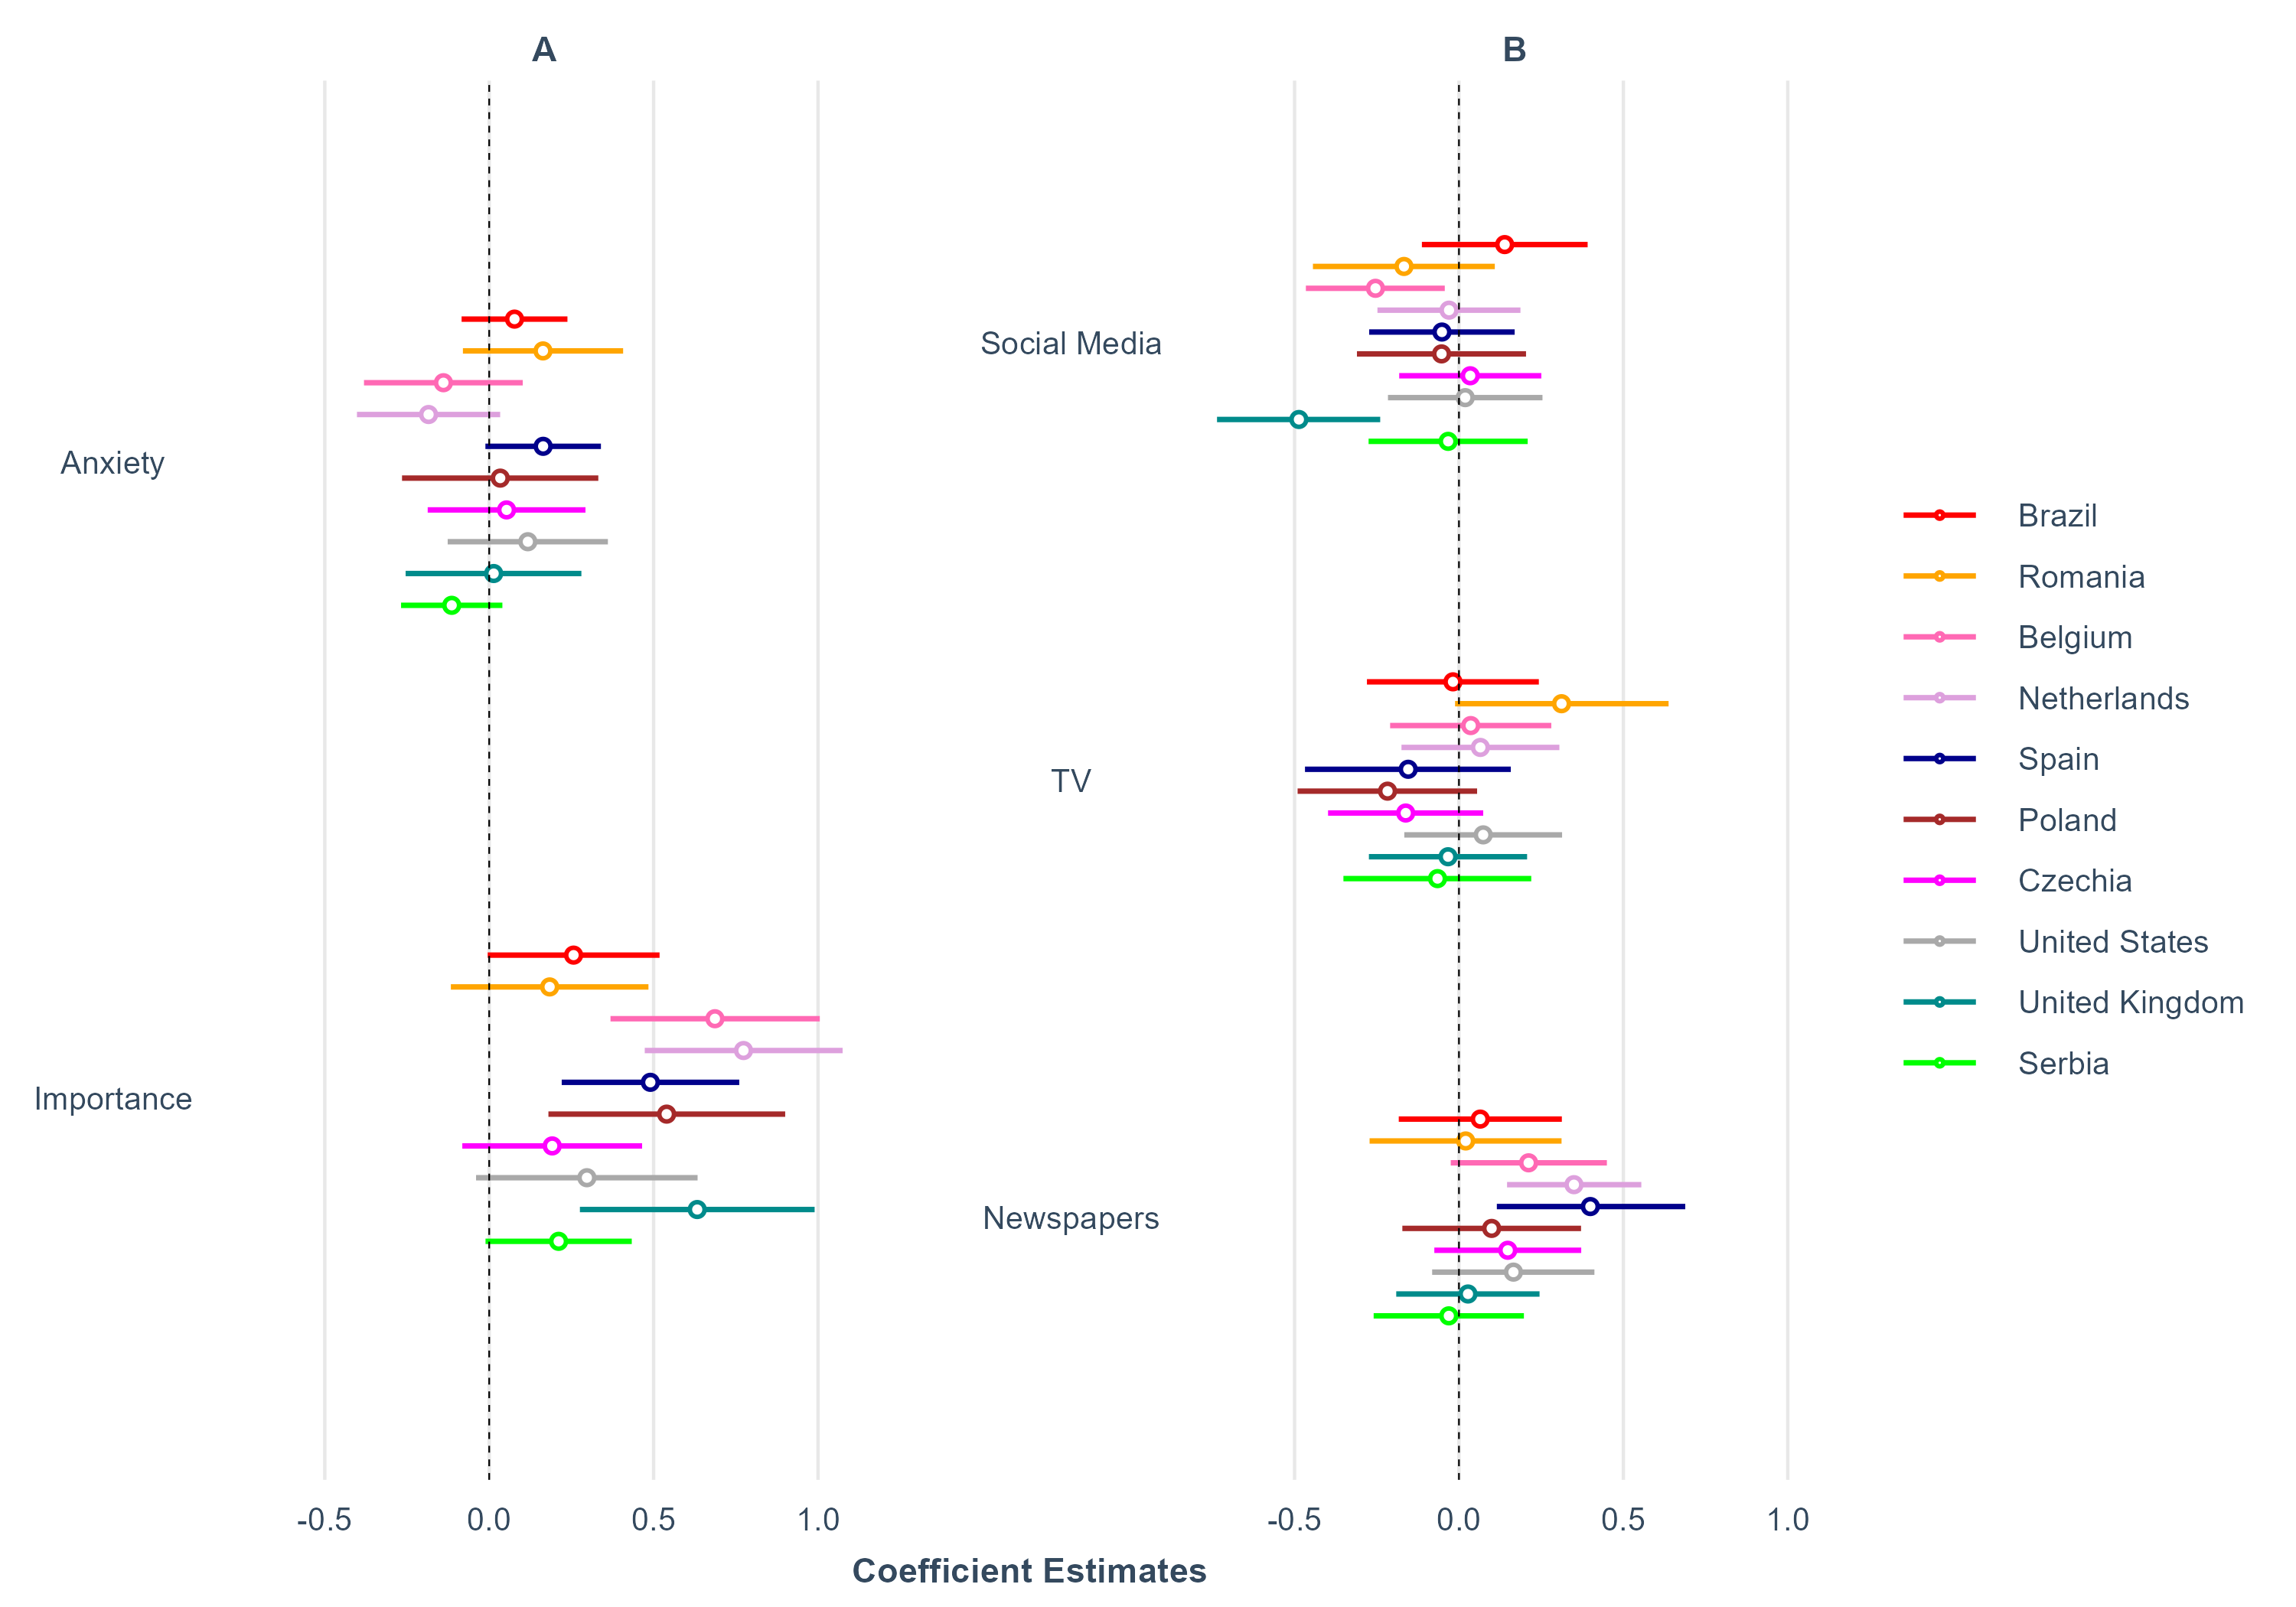 A
B
Anxiety
Importance
Social Media
TV
Newspapers
Brazil
Romania
Belgium
Netherlands
Spain
Poland
Czechia
United States
United Kingdom
Serbia
-0.5 0.0 0.5 1.0
-0.5 0.0 0.5 1.0
Coefficient Estimates